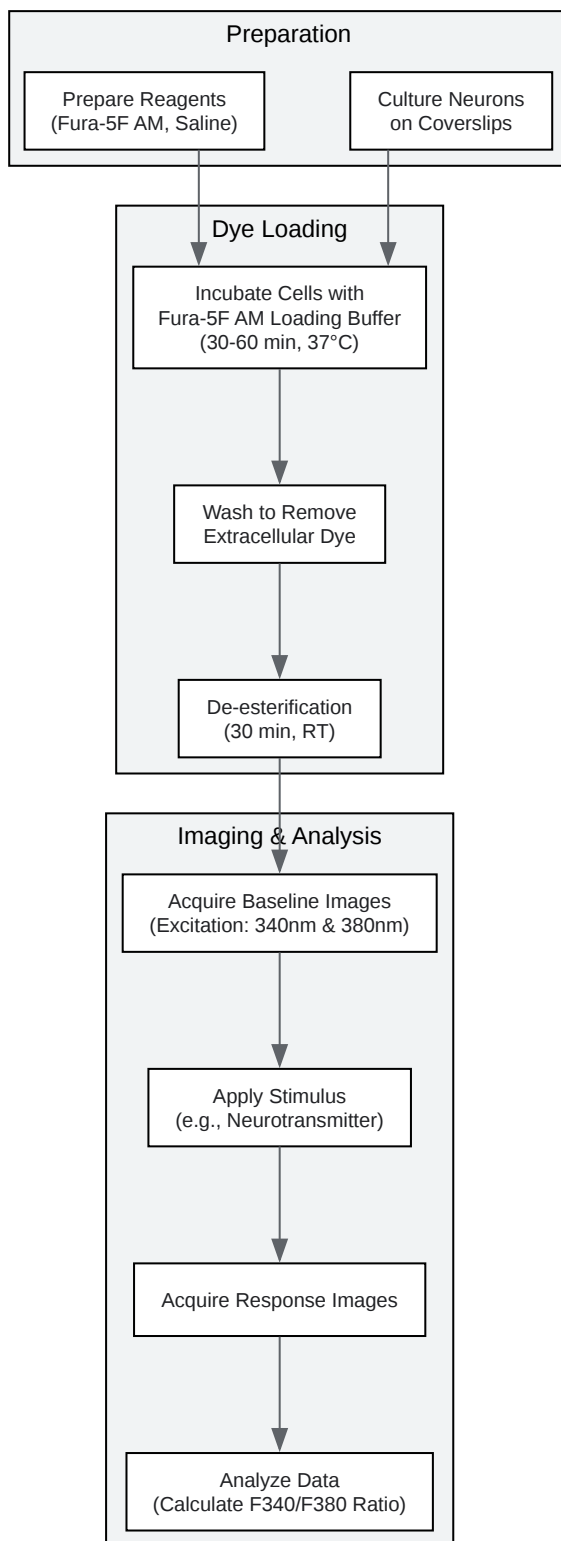 Preparation
Prepare Reagents
(Fura-5F AM, Saline)
Culture Neurons
on Coverslips
Dye Loading
Incubate Cells with
Fura-5F AM Loading Buffer
(30-60 min, 37°C)
Wash to Remove
Extracellular Dye
De-esterification
(30 min, RT)
Imaging & Analysis
Acquire Baseline Images
(Excitation: 340nm & 380nm)
Apply Stimulus
(e.g., Neurotransmitter)
Acquire Response Images
Analyze Data
(Calculate F340/F380 Ratio)